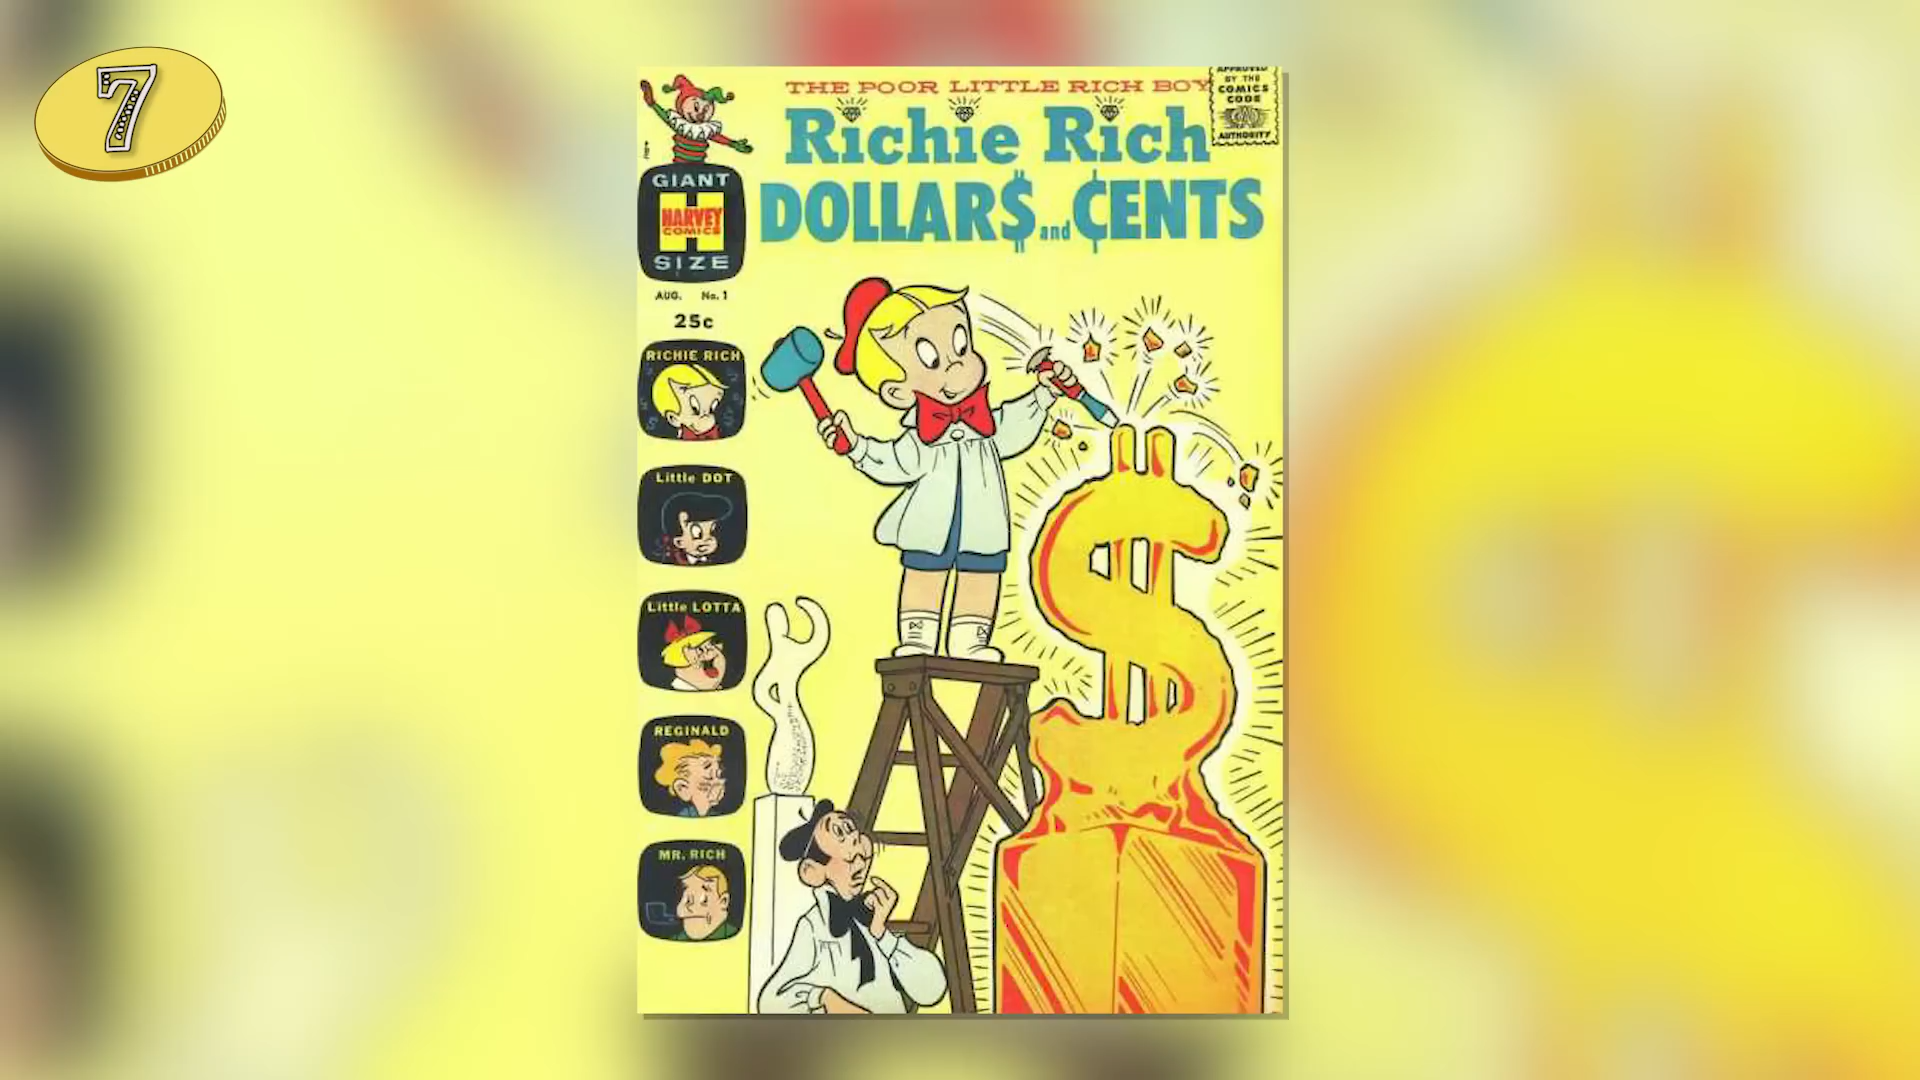 7
THE POOR LITTLE RICH BOY
Richie Rich
DOLLAR$ and ¢ENTS
APPROVED
BY THE
COMICS
CODE
AUTHORITY
GIANT
HARVEY
COMICS
SIZE
AUG. No. 1
25c
RICHIE RICH
Little DOT
Little LOTTA
REGINALD
MR. RICH